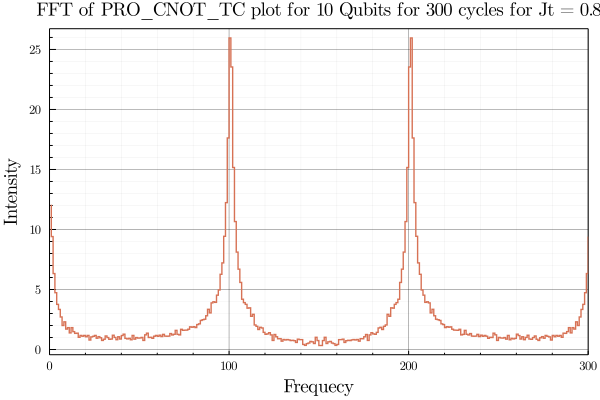 FFT of PRO_CNOT_TC plot for 10 Qubits for 300 cycles for Jt = 0.8
Intensity
25
20
15
10
5
0
0 100 200 300
Frequecy